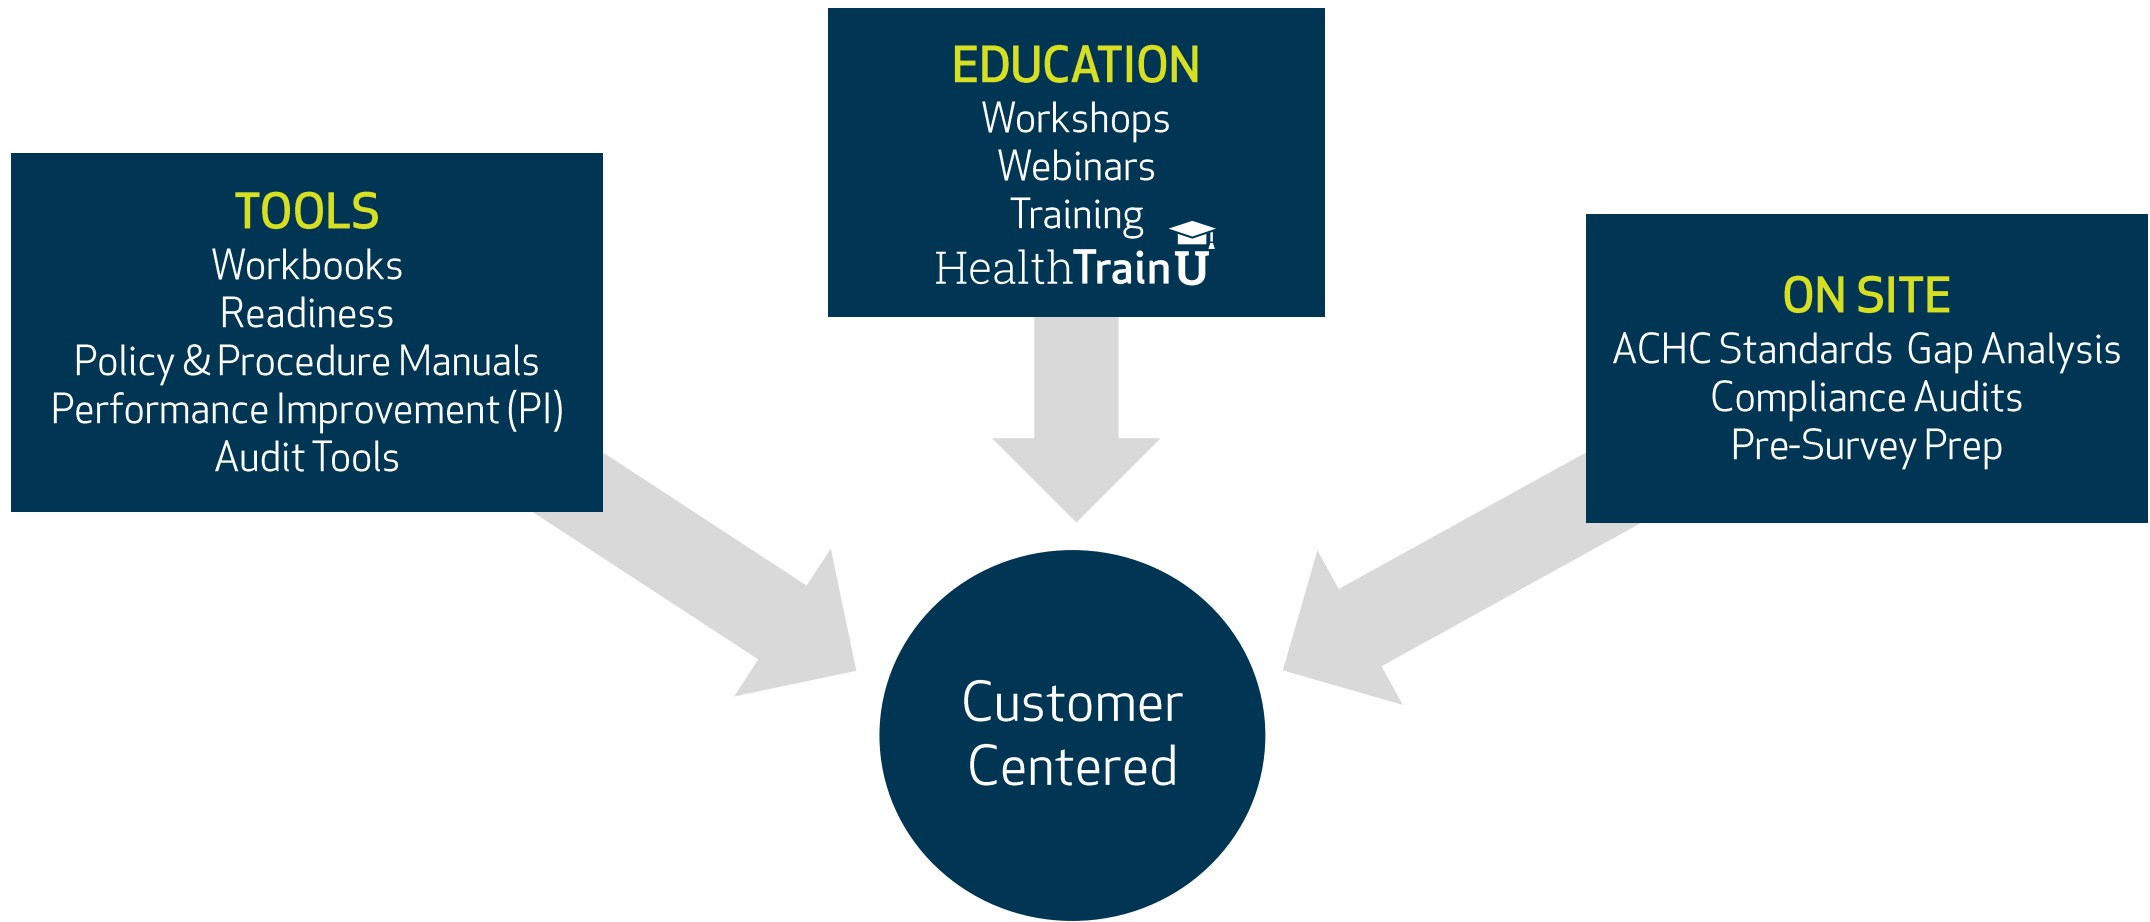 TOOLS
Workbooks
Readiness
Policy & Procedure Manuals
Performance Improvement (PI)
Audit Tools
EDUCATION
Workshops
Webinars
Training
HealthTrainU
ON SITE
ACHC Standards Gap Analysis
Compliance Audits
Pre-Survey Prep
Customer
Centered